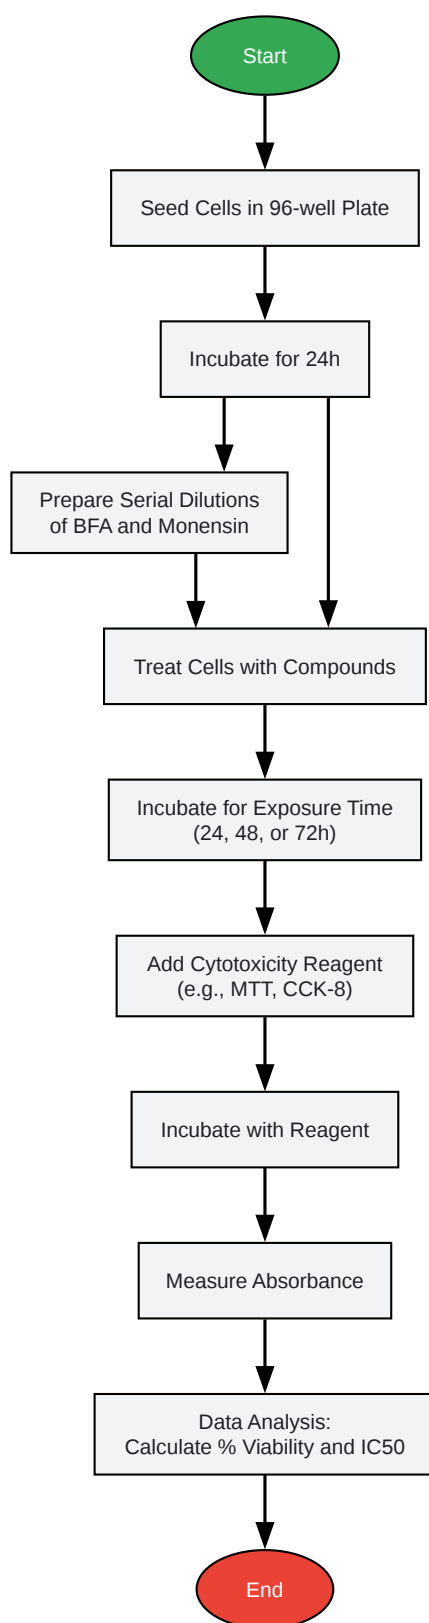 Start
Seed Cells in 96-well Plate
Incubate for 24h
Prepare Serial Dilutions
of BFA and Monensin
Treat Cells with Compounds
Incubate for Exposure Time
(24, 48, or 72h)
Add Cytotoxicity Reagent
(e.g., MTT, CCK-8)
Incubate with Reagent
Measure Absorbance
Data Analysis:
Calculate % Viability and IC50
End